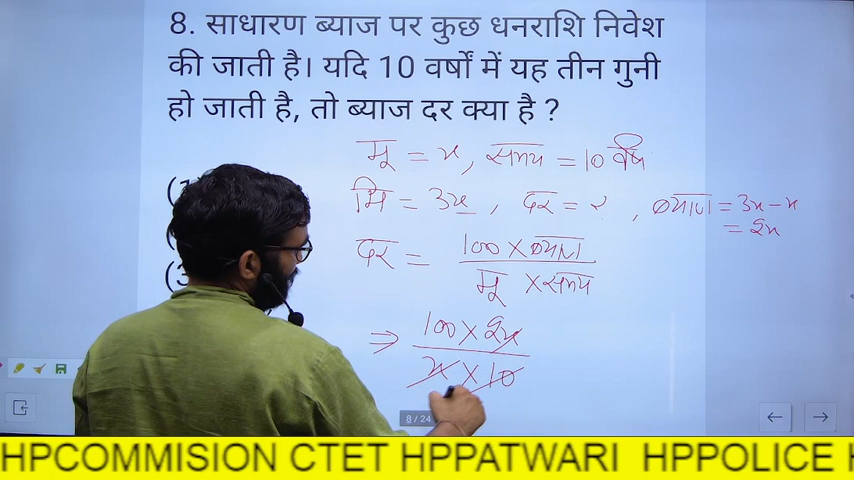 8. साधारण ब्याज पर कुछ धनराशि निवेश
की जाती है। यदि 10 वर्षों में यह तीन गुनी
हो जाती है, तो ब्याज दर क्या है ?
मू = x, समय = 10 वर्ष
मि = 3x, दर = ?, ब्याज = 3x - x
= 2x
दर = 100 × ब्याज
मू × समय
⇒ 100 × 2x
x × 10
8 / 24
HPCOMMISION CTET HPPATWARI HPPOLICE